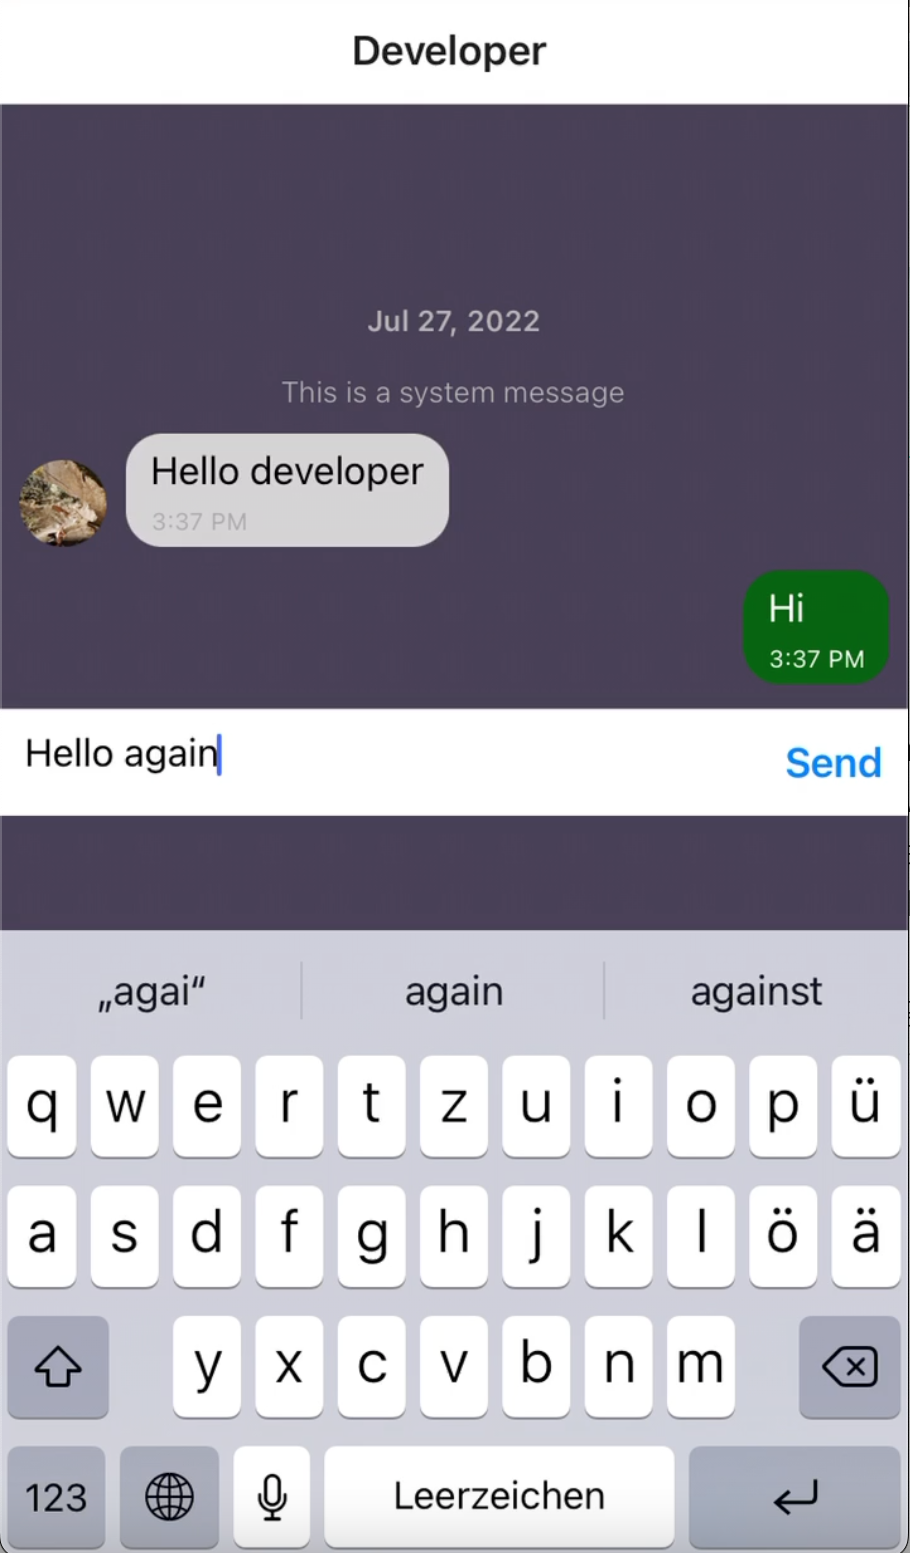 Developer
Jul 27, 2022
This is a system message
Hello developer
3:37 PM
Hi
3:37 PM
Hello again
Send
„agai“ again against
q w e r t z u i o p ü
a s d f g h j k l ö ä
y x c v b n m
123 Leerzeichen